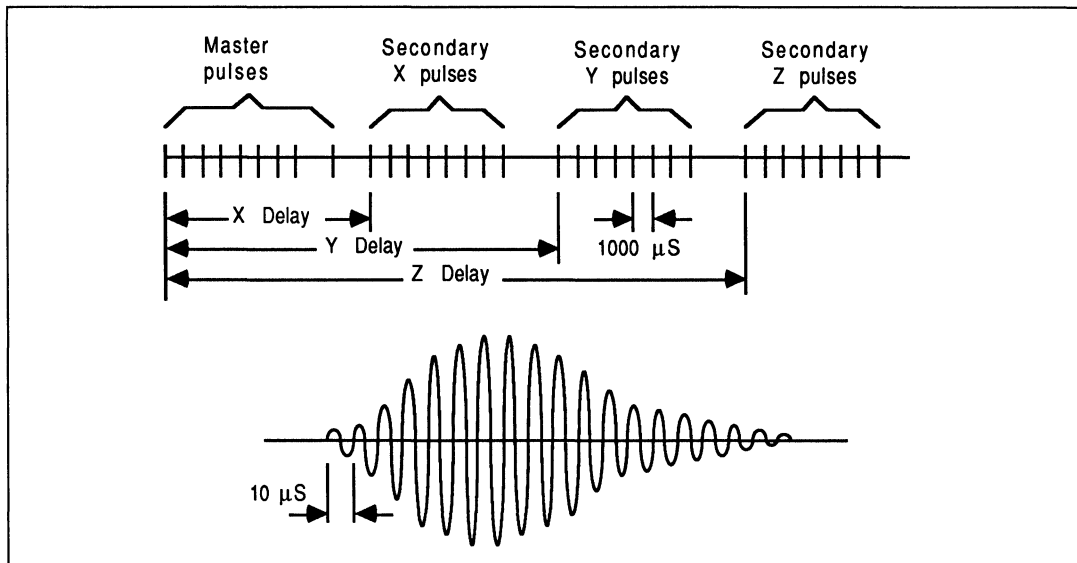 Master
pulses
Secondary
X pulses
Secondary
Y pulses
Secondary
Z pulses
X Delay
Y Delay
1000 µS
Z Delay
10 µS